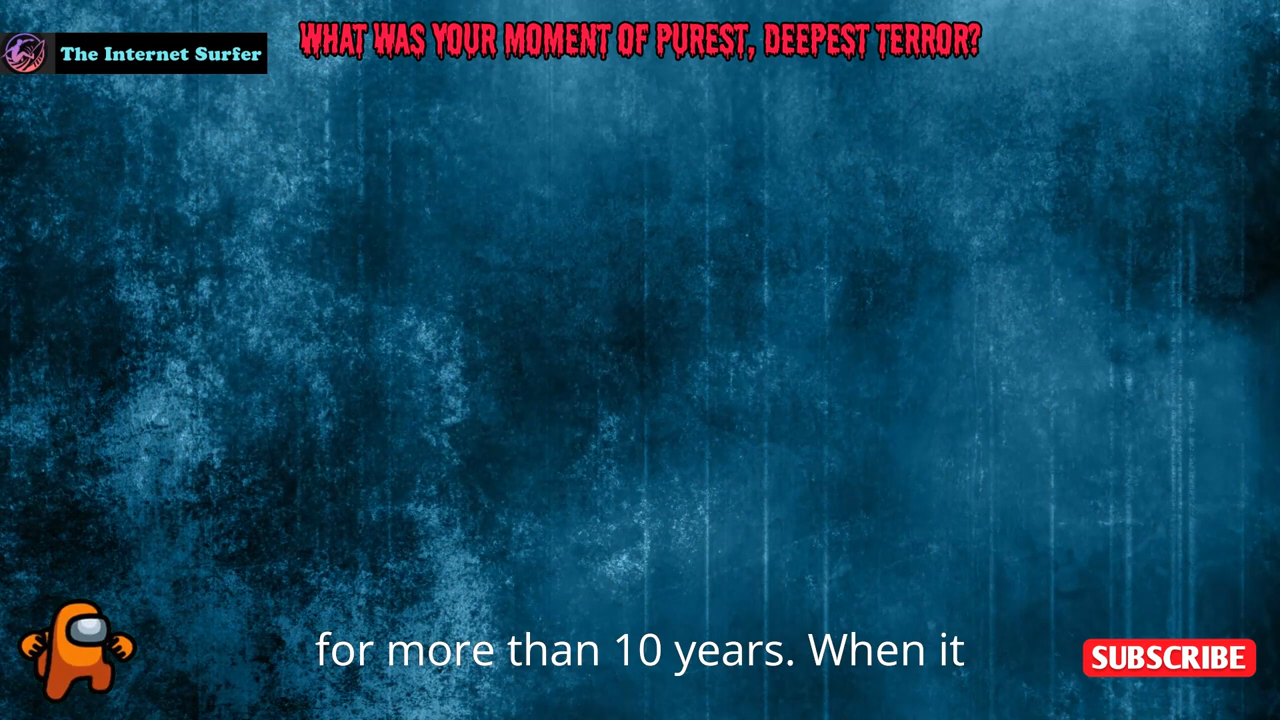 WHAT WAS YOUR MOMENT OF PUREST, DEEPEST TERROR?
The Internet Surfer
for more than 10 years. When it
SUBSCRIBE